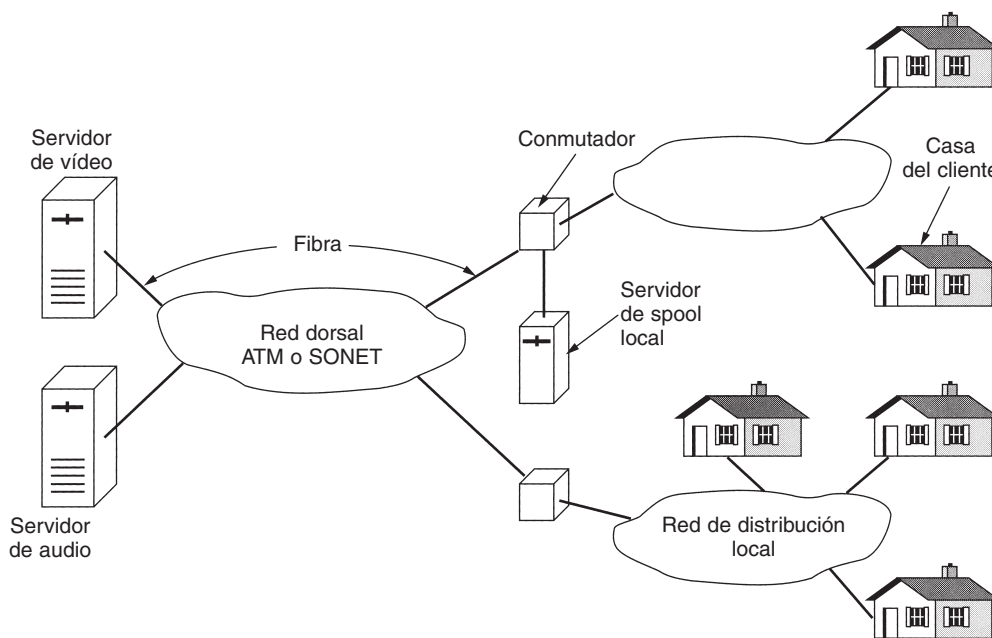 Servidor
de vídeo
Fibra
Conmutador
Casa
del cliente
Red dorsal
ATM o SONET
Servidor
de spool
local
Servidor
de audio
Red de distribución
local